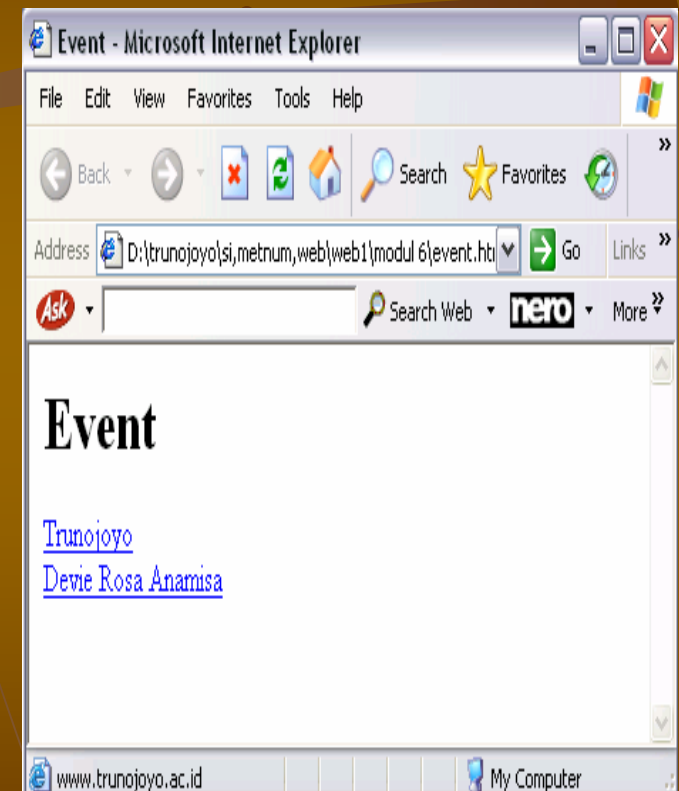 Event - Microsoft Internet Explorer
File Edit View Favorites Tools Help
Back Search Favorites »
Address D:\trunojoyo\si,metnum,web\web1\modul 6\event.htı Go Links »
Ask Search Web nero More »
Event
Trunojoyo
Devie Rosa Anamisa
www.trunojoyo.ac.id My Computer